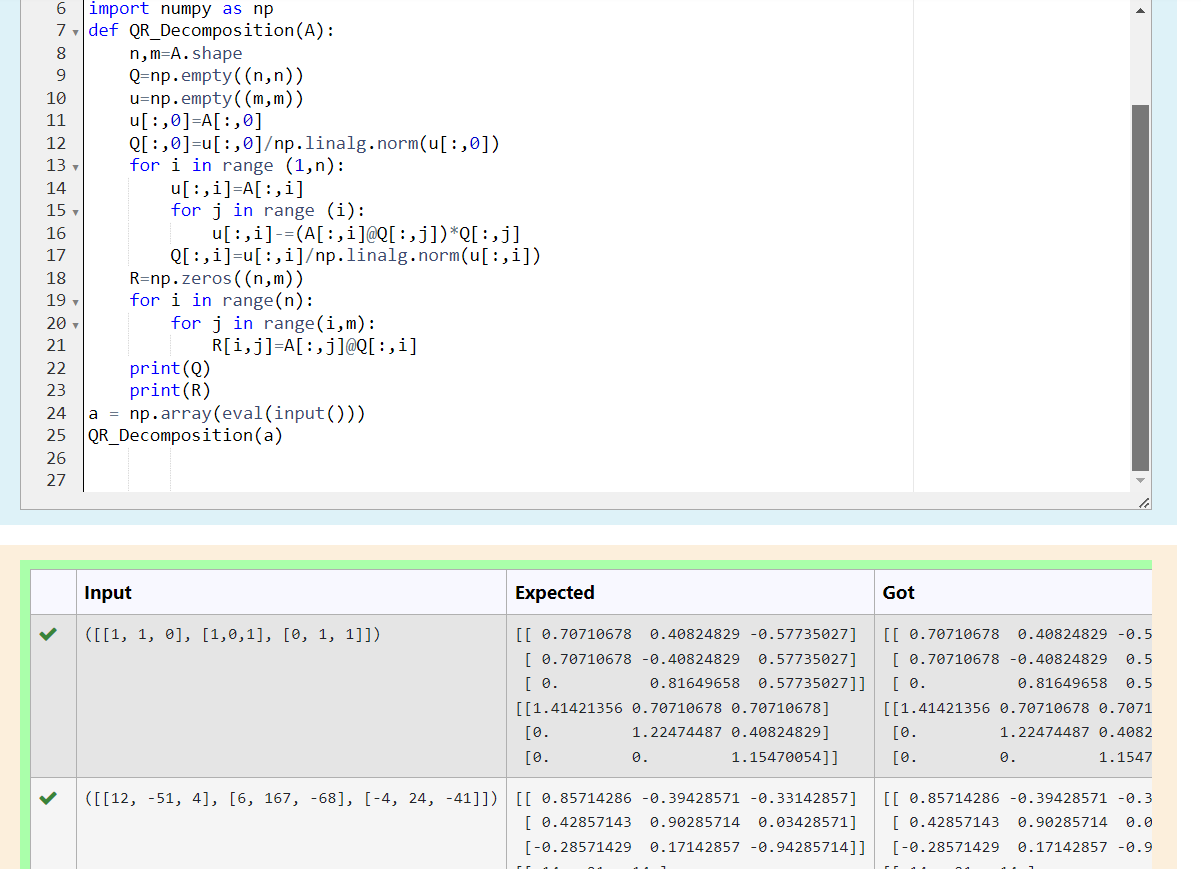 6 import numpy as np
7 def QR_Decomposition(A):
8     n,m=A.shape
9     Q=np.empty((n,n))
10     u=np.empty((m,m))
11     u[:,0]=A[:,0]
12     Q[:,0]=u[:,0]/np.linalg.norm(u[:,0])
13     for i in range (1,n):
14         u[:,i]=A[:,i]
15         for j in range (i):
16             u[:,i]-=(A[:,i]@Q[:,j])*Q[:,j]
17         Q[:,i]=u[:,i]/np.linalg.norm(u[:,i])
18     R=np.zeros((n,m))
19     for i in range(n):
20         for j in range(i,m):
21             R[i,j]=A[:,j]@Q[:,i]
22     print(Q)
23     print(R)
24 a = np.array(eval(input()))
25 QR_Decomposition(a)
26
27
Input Expected Got
([[1, 1, 0], [1,0,1], [0, 1, 1]]) [[ 0.70710678 0.40824829 -0.57735027] [[ 0.70710678 0.40824829 -0.5
[ 0.70710678 -0.40824829 0.57735027] [ 0.70710678 -0.40824829 0.5
[ 0. 0.81649658 0.57735027]] [ 0. 0.81649658 0.5
[[1.41421356 0.70710678 0.70710678] [[1.41421356 0.70710678 0.7071
[0. 1.22474487 0.40824829] [0. 1.22474487 0.4082
[0. 0. 1.15470054]] [0. 0. 1.1547
([[12, -51, 4], [6, 167, -68], [-4, 24, -41]]) [[ 0.85714286 -0.39428571 -0.33142857] [[ 0.85714286 -0.39428571 -0.3
[ 0.42857143 0.90285714 0.03428571] [ 0.42857143 0.90285714 0.0
[-0.28571429 0.17142857 -0.94285714]] [-0.28571429 0.17142857 -0.9